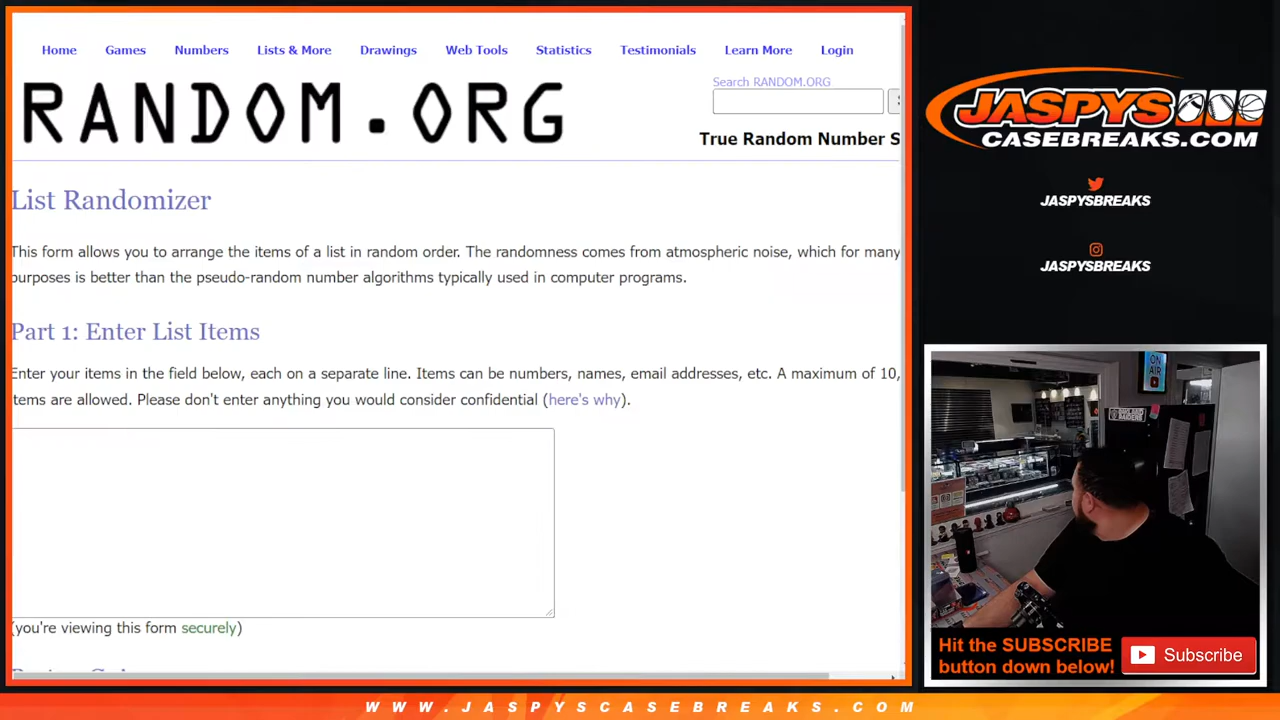 Home Games Numbers Lists & More Drawings Web Tools Statistics Testimonials Learn More Login
RANDOM.ORG
Search RANDOM.ORG
True Random Number S
List Randomizer
This form allows you to arrange the items of a list in random order. The randomness comes from atmospheric noise, which for many
purposes is better than the pseudo-random number algorithms typically used in computer programs.
Part 1: Enter List Items
Enter your items in the field below, each on a separate line. Items can be numbers, names, email addresses, etc. A maximum of 10,
items are allowed. Please don't enter anything you would consider confidential (here's why).
(you're viewing this form securely)
JASPYS
CASEBREAKS.COM
JASPYSBREAKS
JASPYSBREAKS
ON
AIR
Hit the SUBSCRIBE
button down below!
Subscribe
WWW.JASPYSCASEBREAKS.COM